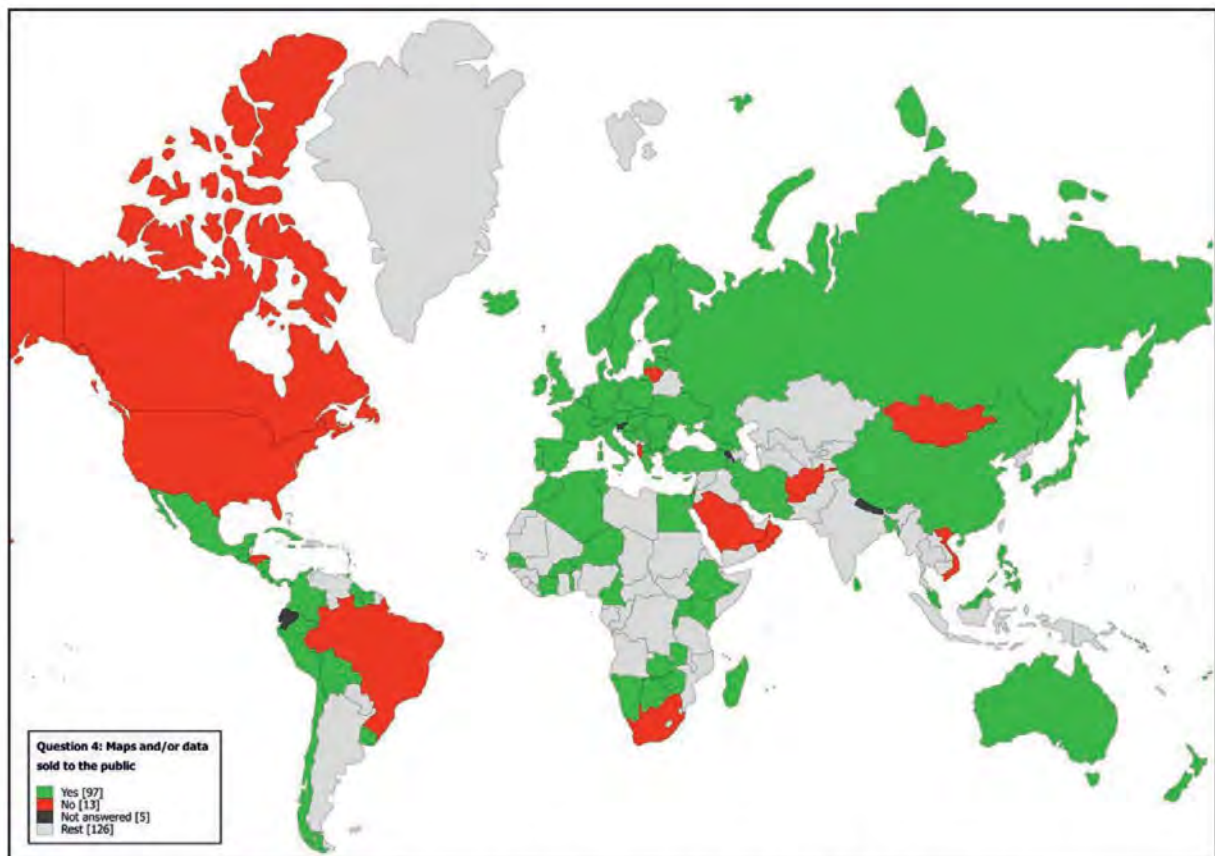 Question 4: Maps and/or data
sold to the public
Yes [97]
No [13]
Not answered [5]
Rest [126]